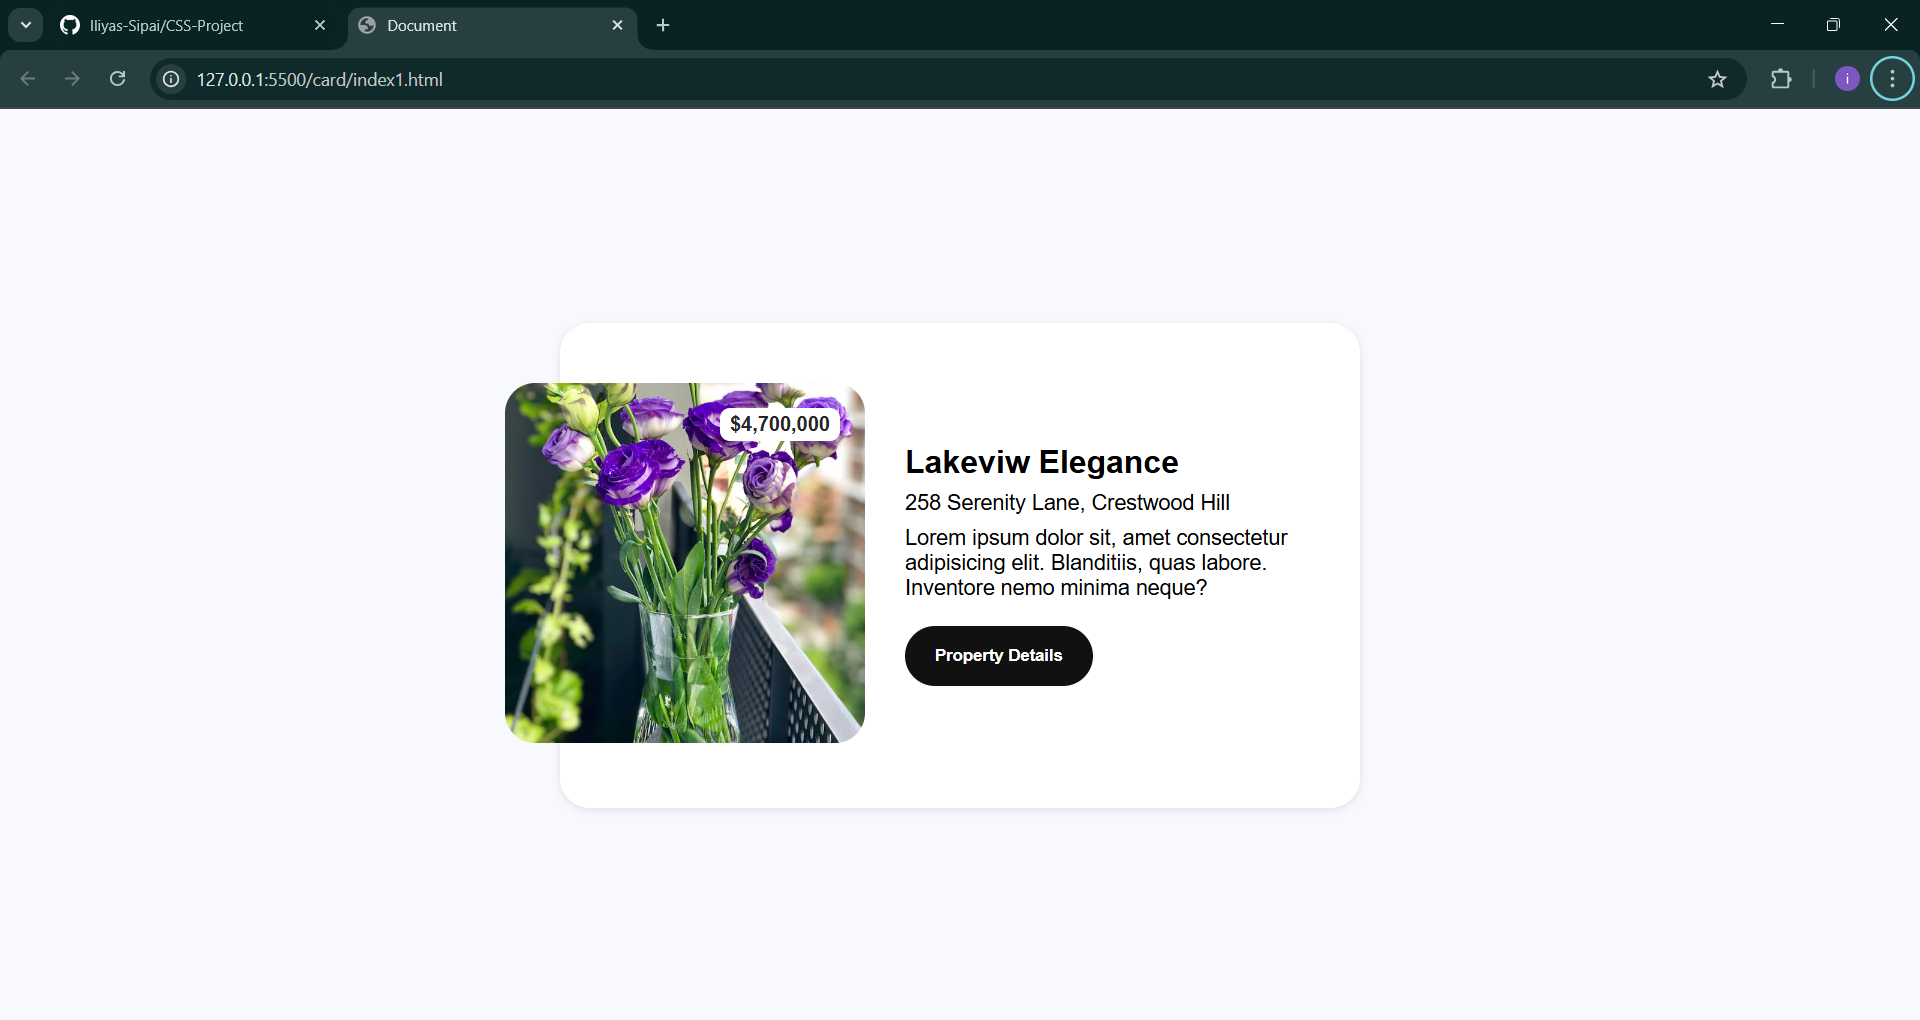 Iliyas-Sipai/CSS-Project
Document
127.0.0.1:5500/card/index1.html
i
$4,700,000
Lakeviw Elegance
258 Serenity Lane, Crestwood Hill
Lorem ipsum dolor sit, amet consectetur
adipisicing elit. Blanditiis, quas labore.
Inventore nemo minima neque?
Property Details